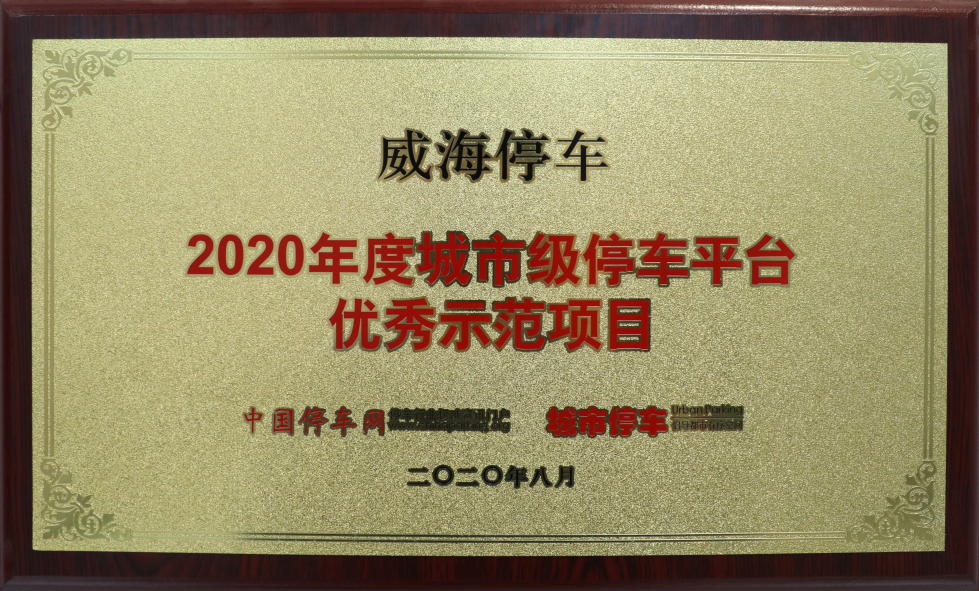 威海停车
2020年度城市级停车平台
优秀示范项目
中国停车网 城市停车 Urban Parking
二〇二〇年八月